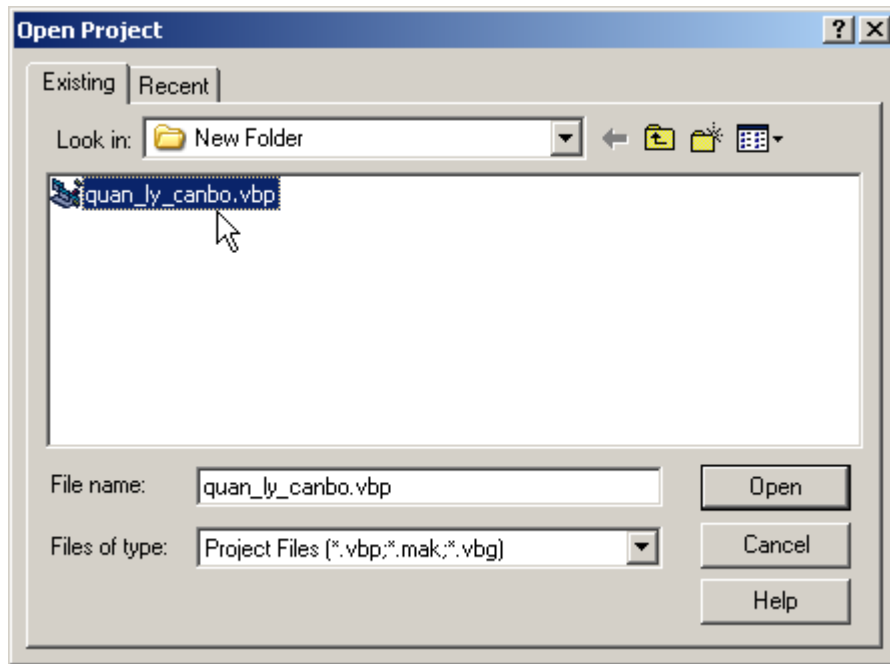 Open Project
Existing Recent
Look in: New Folder
quan_ly_canbo.vbp
File name: quan_ly_canbo.vbp Open
Files of type: Project Files (*.vbp;*.mak;*.vbg) Cancel
Help